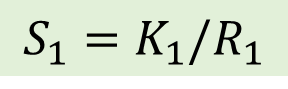 S₁ = K₁/R₁